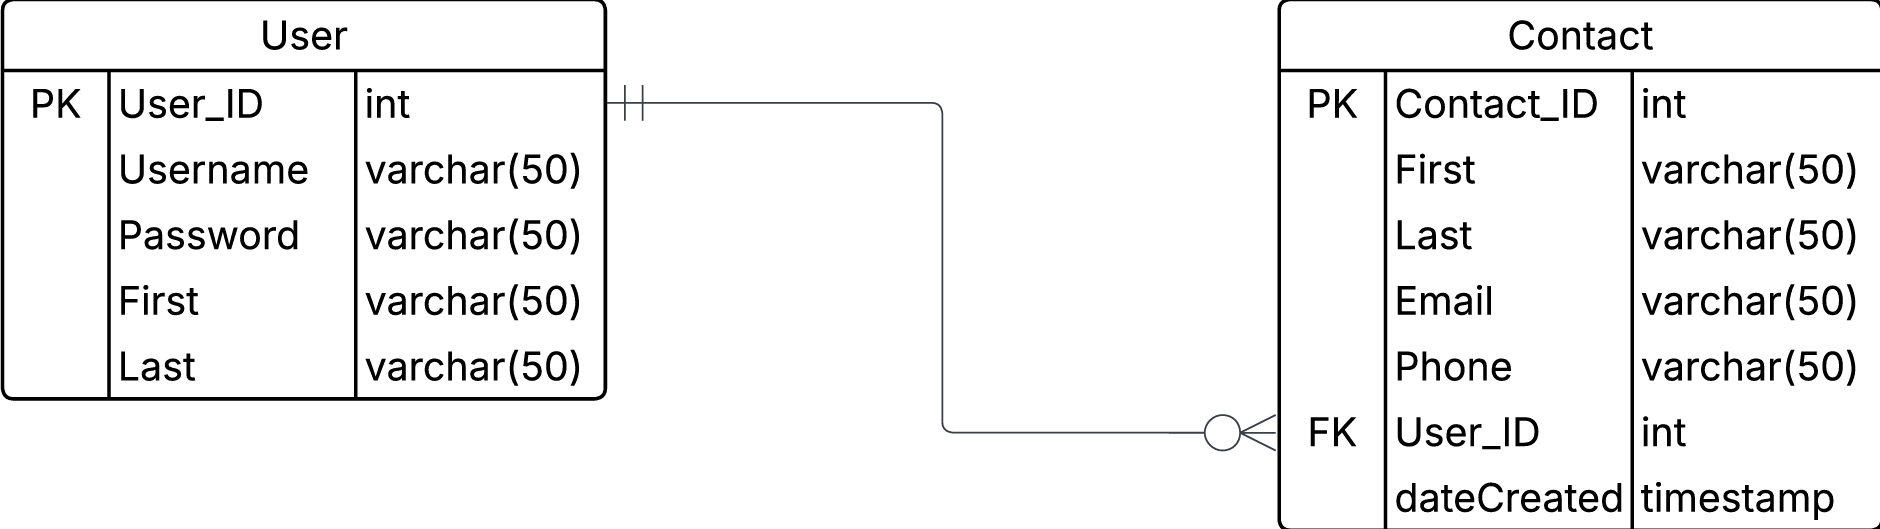 User
PK User_ID int
Username varchar(50)
Password varchar(50)
First varchar(50)
Last varchar(50)
Contact
PK Contact_ID int
First varchar(50)
Last varchar(50)
Email varchar(50)
Phone varchar(50)
FK User_ID int
dateCreated timestamp